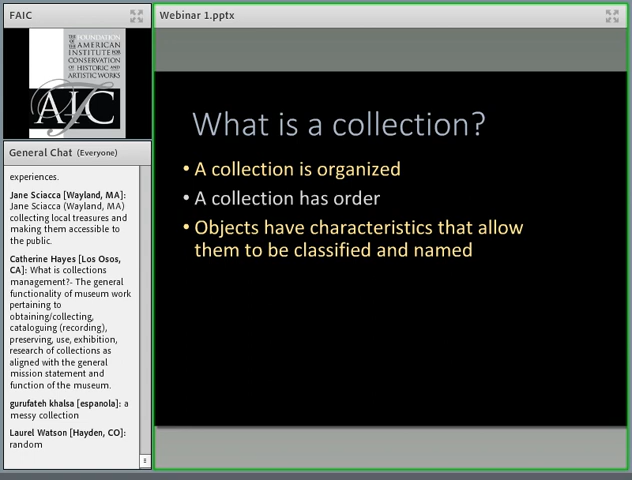 FAIC
THE FOUNDATION
OF THE AMERICAN
INSTITUTE FOR
CONSERVATION
OF HISTORIC AND
ARTISTIC WORKS
AIC
General Chat (Everyone)
experiences.
Jane Sciacca [Wayland, MA]:
Jane Sciacca (Wayland, MA)
collecting local treasures and
making them accessible to
the public.
Catherine Hayes [Los Osos,
CA]: What is collections
management?- The general
functionality of museum work
pertaining to
obtaining/collecting,
cataloguing (recording),
preserving, use, exhibition,
research of collections as
aligned with the general
mission statement and
function of the museum.
gurufateh khalsa [espanola]: a
messy collection
Laurel Watson [Hayden, CO]:
random
Webinar 1.pptx
What is a collection?
• A collection is organized
• A collection has order
• Objects have characteristics that allow
them to be classified and named